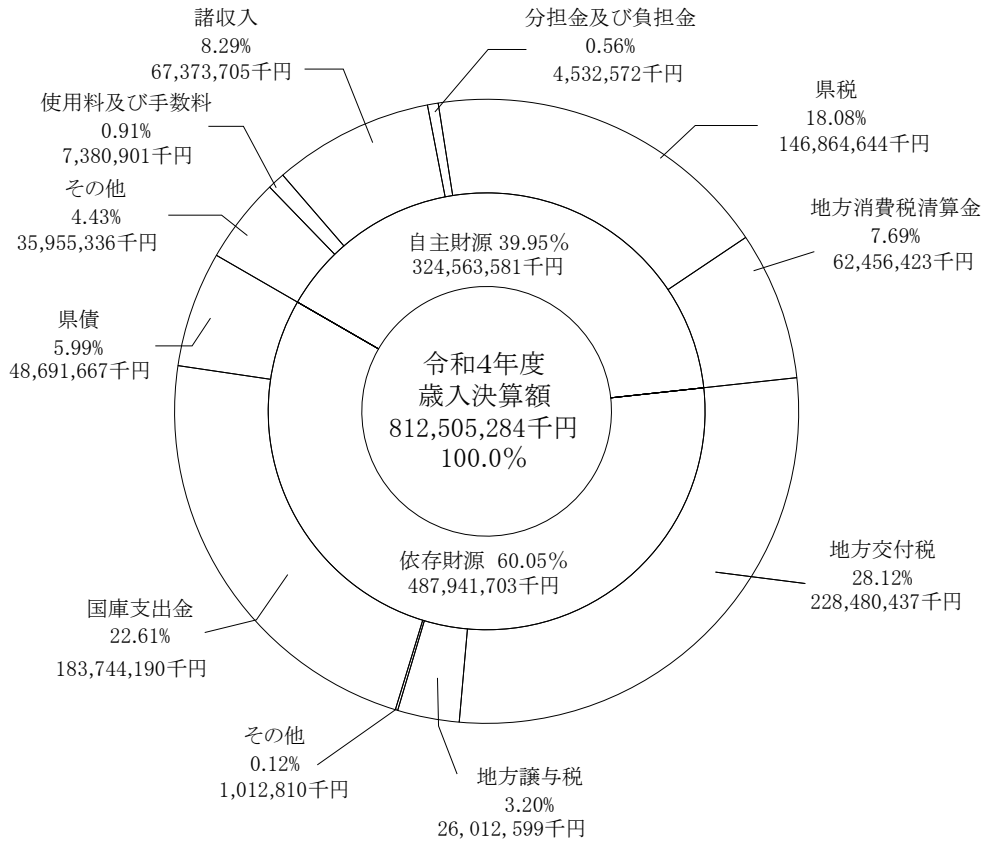 諸収入
8.29%
67,373,705千円
分担金及び負担金
0.56%
4,532,572千円
県税
18.08%
146,864,644千円
使用料及び手数料
0.91%
7,380,901千円
その他
4.43%
35,955,336千円
地方消費税清算金
7.69%
62,456,423千円
自主財源 39.95%
324,563,581千円
県債
5.99%
48,691,667千円
令和4年度
歳入決算額
812,505,284千円
100.0%
依存財源 60.05%
487,941,703千円
地方交付税
28.12%
228,480,437千円
国庫支出金
22.61%
183,744,190千円
その他
0.12%
1,012,810千円
地方譲与税
3.20%
26,012,599千円